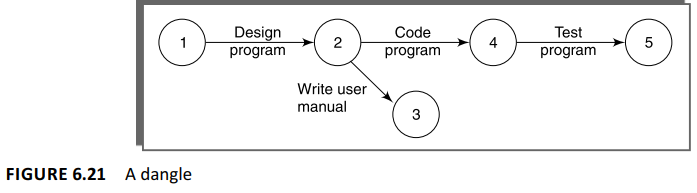 Design
program
Code
program
Test
program
1
2
4
5
Write user
manual
3
FIGURE 6.21 A dangle